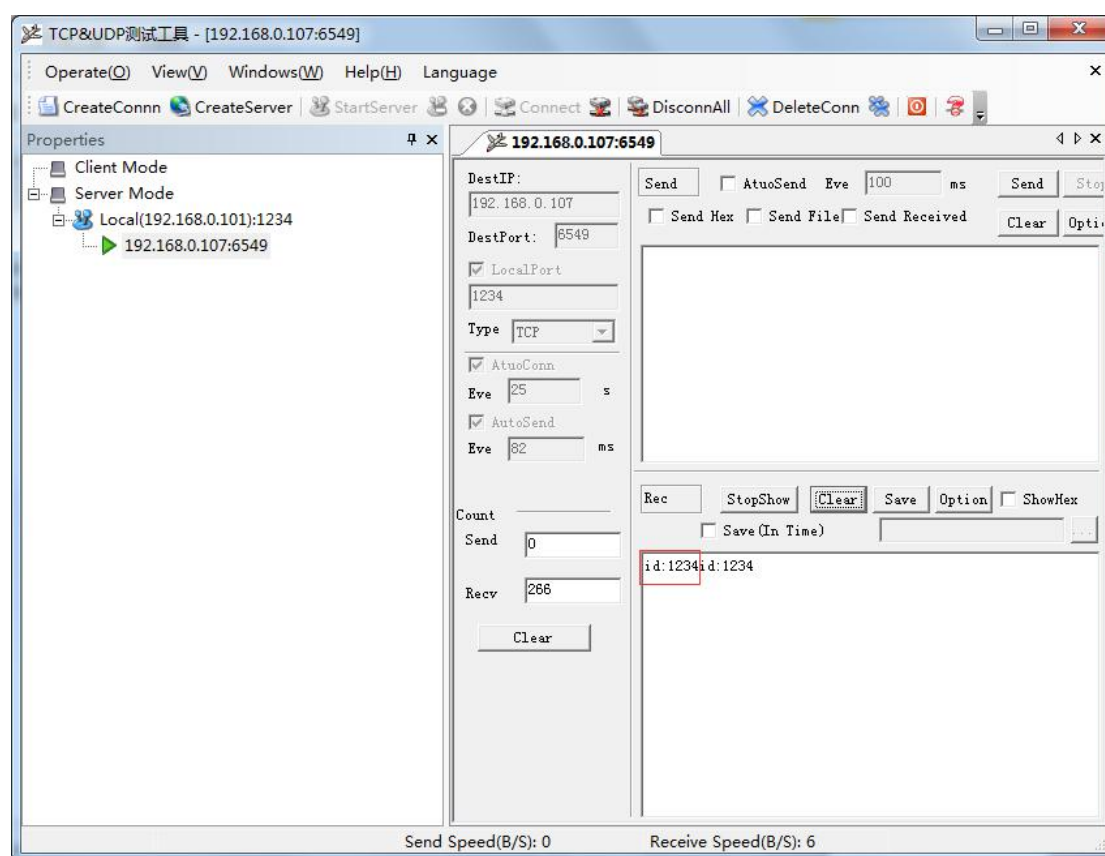 TCP&UDP测试工具 - [192.168.0.107:6549]
Operate(O) View(V) Windows(W) Help(H) Language
CreateConnn CreateServer StartServer Connect DisconnAll DeleteConn
Properties
192.168.0.107:6549
Client Mode
Server Mode
Local(192.168.0.101):1234
192.168.0.107:6549
DestIP:
192.168.0.107
DestPort: 6549
LocalPort
1234
Type TCP
AtuoConn
Eve 25 s
AutoSend
Eve 82 ms
Count
Send 0
Recv 266
Clear
Send AtuoSend Eve 100 ms Send Stop
Send Hex Send File Send Received Clear Opti
Rec StopShow Clear Save Option ShowHex
Save(In Time) ...
id:1234id:1234
Send Speed(B/S): 0 Receive Speed(B/S): 6